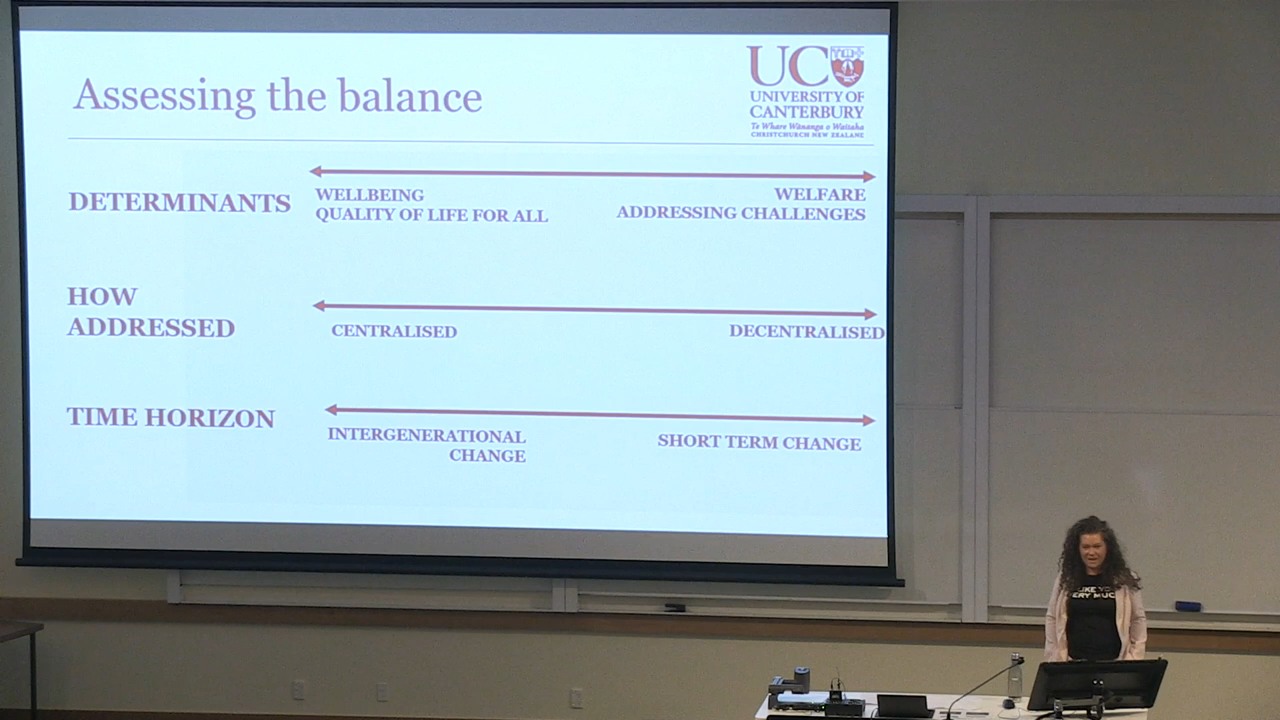 Assessing the balance
UC
UNIVERSITY OF
CANTERBURY
Te Whare Wānanga o Waitaha
CHRISTCHURCH NEW ZEALAND
DETERMINANTS
WELLBEING
QUALITY OF LIFE FOR ALL
WELFARE
ADDRESSING CHALLENGES
HOW
ADDRESSED
CENTRALISED
DECENTRALISED
TIME HORIZON
INTERGENERATIONAL
CHANGE
SHORT TERM CHANGE